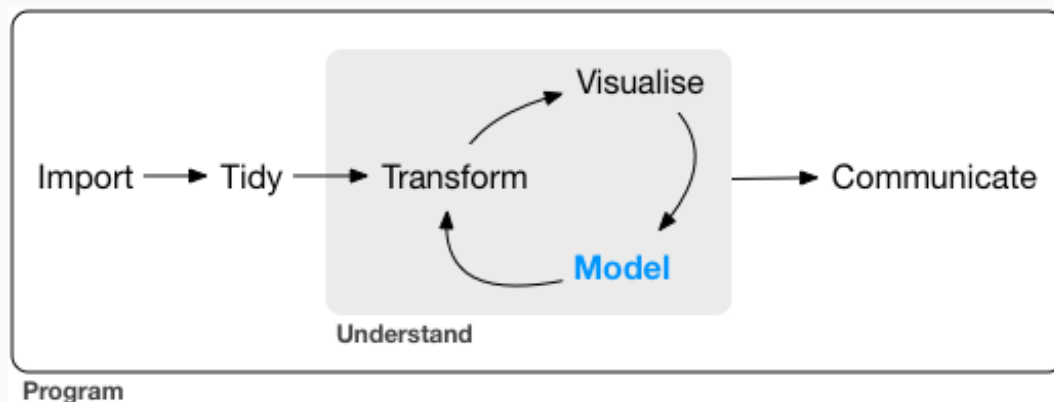 Visualise
Import Tidy Transform Communicate
Model
Understand
Program